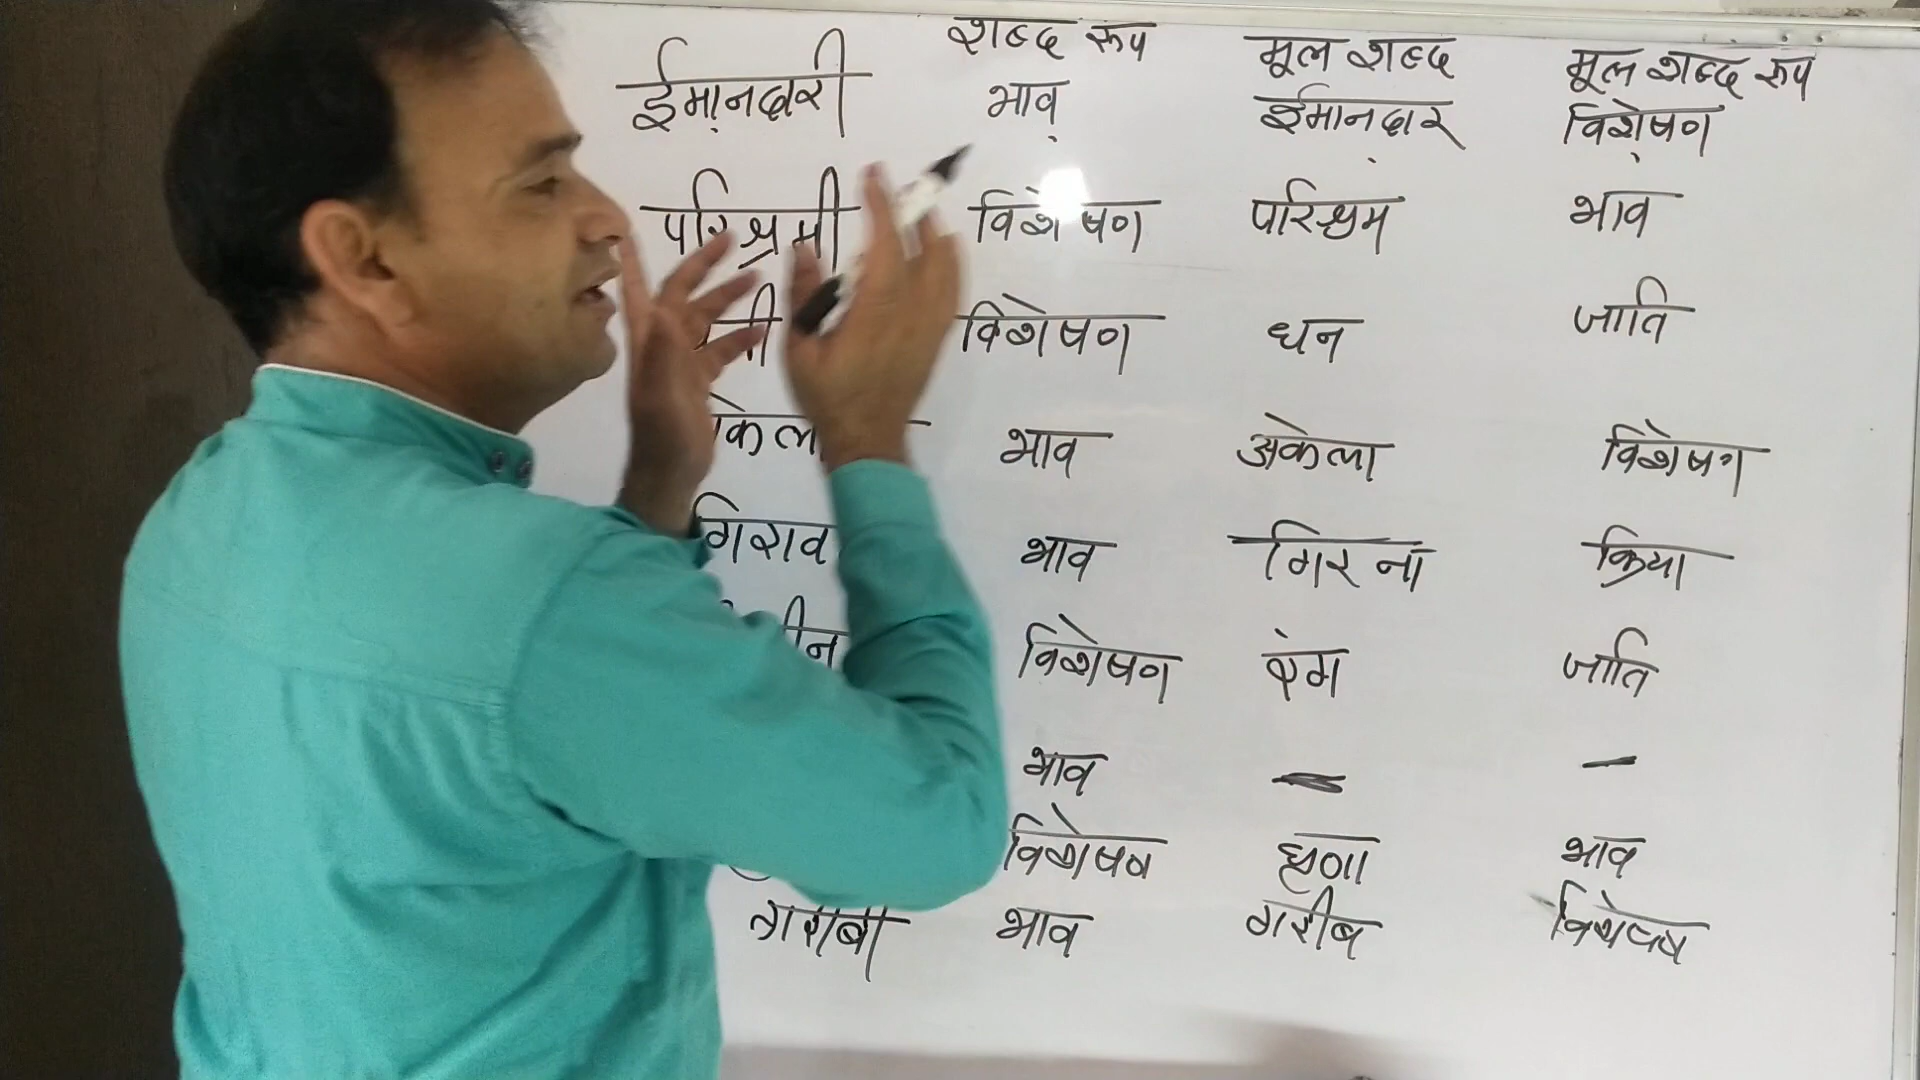 शब्द रूप मूल शब्द मूल शब्द रूप
ईमानदारी भाव ईमानदार विशेषण
परिश्रमी विशेषण परिश्रम भाव
विशेषण धन जाति
भाव अकेला विशेषण
भाव गिरना क्रिया
विशेषण रंग जाति
भाव - -
विशेषण घृणा भाव
गरीबी भाव गरीब विशेषण